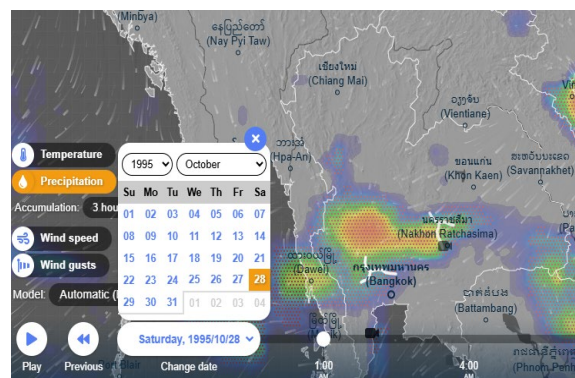 (Minbya)
နေပြည်တော်
(Nay Pyi Taw)
เชียงใหม่
(Chiang Mai)
ວຽງຈັນ
(Vientiane)
ขอนแก่น
(Khon Kaen)
ສະຫວັນນະເຂດ
(Savannakhet)
Temperature
Precipitation
Accumulation:
Wind speed
Wind gusts
Model: Automatic
1995 October
Su Mo Tu We Th Fr Sa
01 02 03 04 05 06 07
08 09 10 11 12 13 14
15 16 17 18 19 20 21
22 23 24 25 26 27 28
29 30 31 01 02 03 04
ဘားအံ
(Hpa-An)
นครราชสีมา
(Nakhon Ratchasima)
ထားဝယ်မြို့
(Dawei)
กรุงเทพมหานคร
(Bangkok)
បាត់ដំបង
(Battambang)
(Phnom Penh
Saturday, 1995/10/28
Play Previous Change date
1:00
AM
4:00
AM